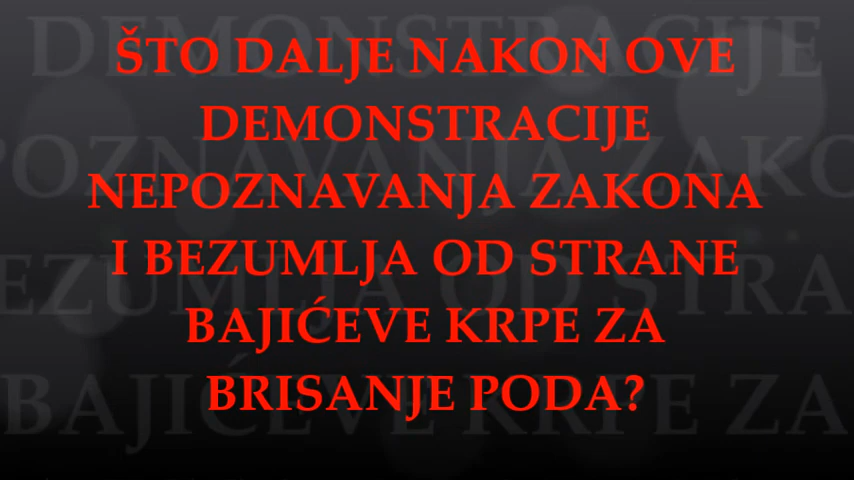 ŠTO DALJE NAKON OVE
DEMONSTRACIJE
NEPOZNAVANJA ZAKONA
I BEZUMLJA OD STRANE
BAJIĆEVE KRPE ZA
BRISANJE PODA?